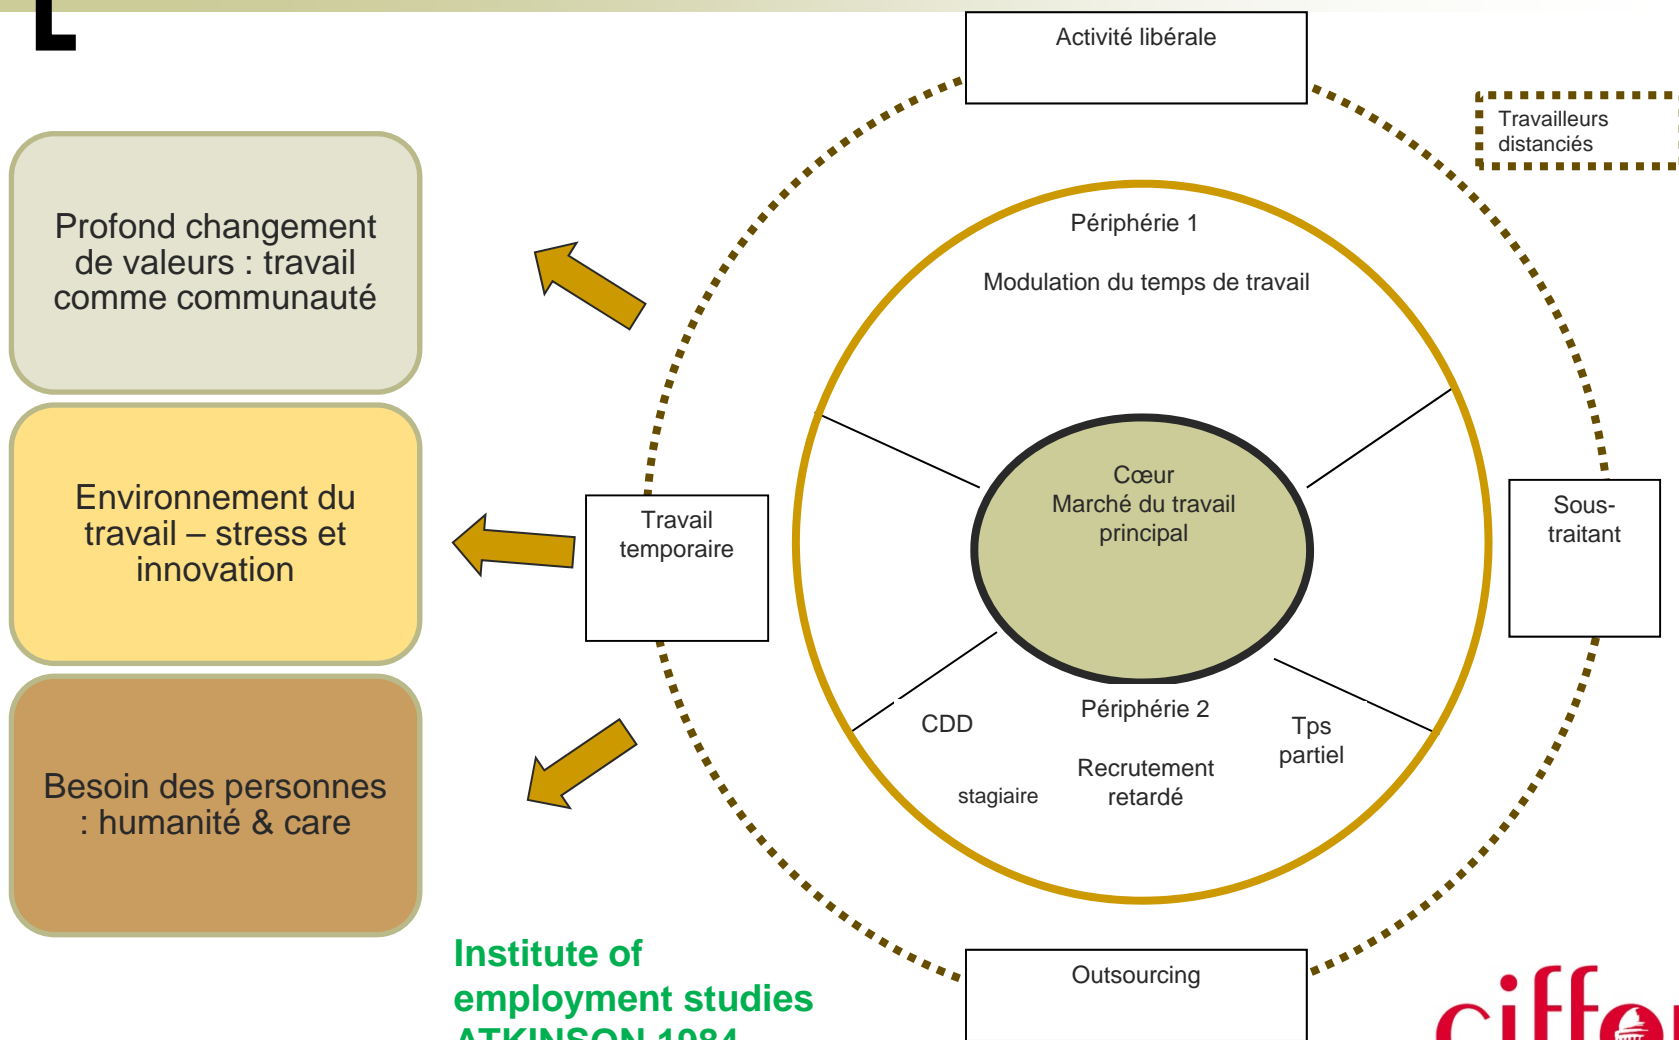 Activité libérale
Travailleurs
distanciés
Profond changement
de valeurs : travail
comme communauté
Périphérie 1
Modulation du temps de travail
Cœur
Marché du travail
principal
Environnement du
travail – stress et
innovation
Travail
temporaire
Sous-
traitant
Périphérie 2
CDD
Tps
partiel
Recrutement
retardé
stagiaire
Besoin des personnes
: humanité & care
Institute of
employment studies
ATKINSON 1984
Outsourcing